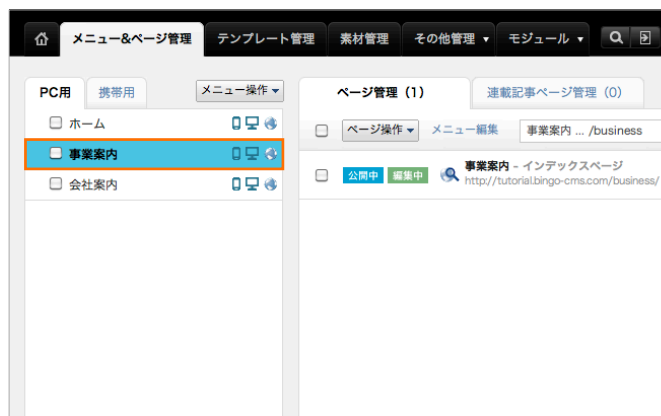 メニュー&ページ管理 テンプレート管理 素材管理 その他管理 ▼ モジュール ▼
PC用 携帯用 メニュー操作▼
ホーム
事業案内
会社案内
ページ管理（1） 連載記事ページ管理（0）
ページ操作▼ メニュー編集 事業案内 ... /business
公開中 編集中 事業案内 – インデックスページ
http://tutorial.bingo-cms.com/business/